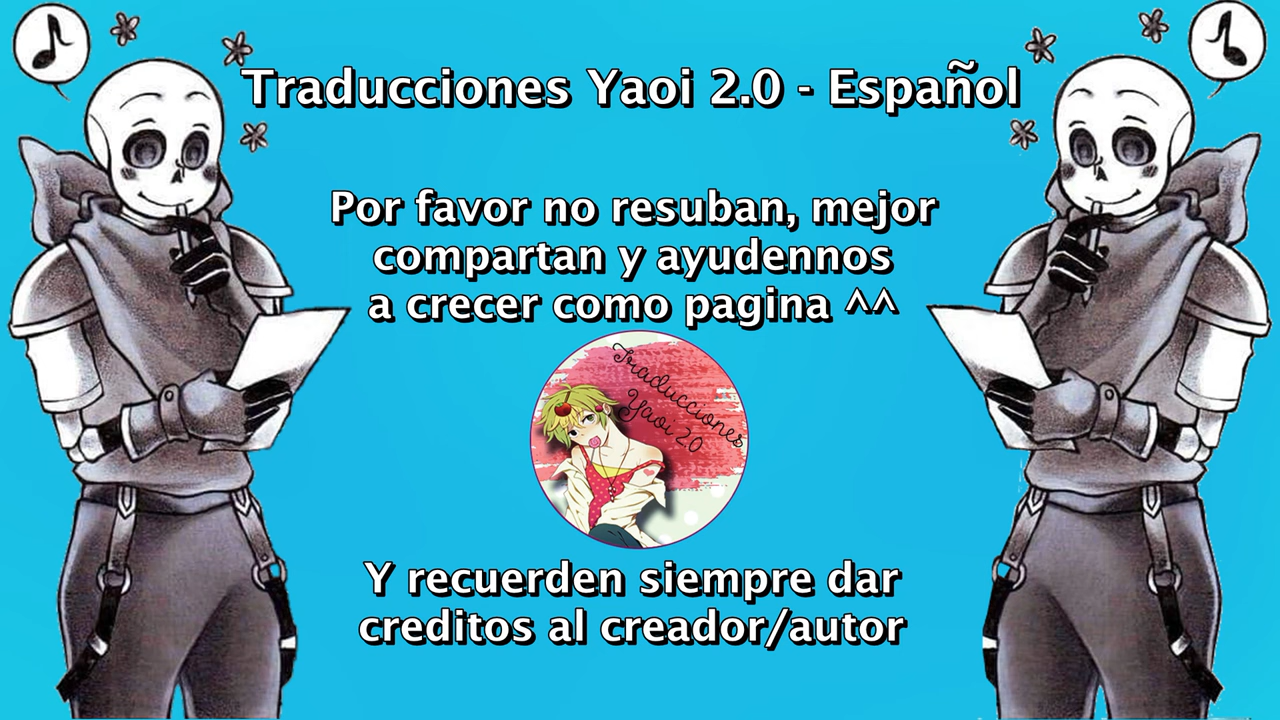 Traducciones Yaoi 2.0 - Español
Por favor no resuban, mejor
compartan y ayudennos
a crecer como pagina ^^
Traducciones
Yaoi 2.0
Y recuerden siempre dar
creditos al creador/autor